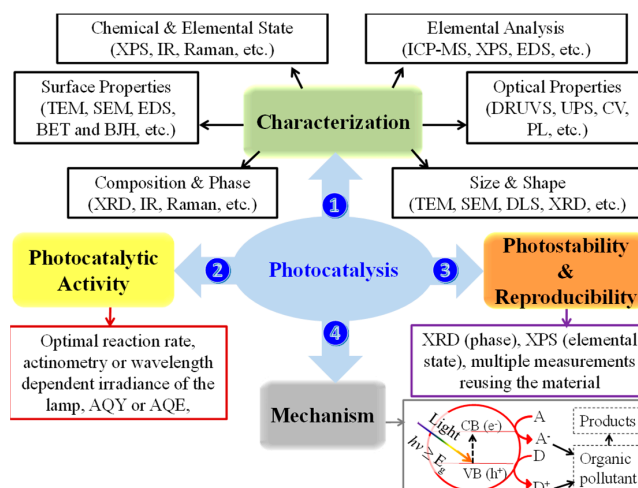 Chemical & Elemental State
(XPS, IR, Raman, etc.)
Elemental Analysis
(ICP-MS, XPS, EDS, etc.)
Surface Properties
(TEM, SEM, EDS,
BET and BJH, etc.)
Characterization
Optical Properties
(DRUVS, UPS, CV,
PL, etc.)
Composition & Phase
(XRD, IR, Raman, etc.)
Size & Shape
(TEM, SEM, DLS, XRD, etc.)
1
Photocatalytic
Activity
2
Photocatalysis
3
Photostability
&
Reproducibility
4
Optimal reaction rate,
actinometry or wavelength
dependent irradiance of the
lamp, AQY or AQE,
XRD (phase), XPS (elemental
state), multiple measurements
reusing the material
Mechanism
Light
hν ≥ Eg
CB (e-)
VB (h+)
A
A-
D
D+
Products
Organic
pollutant